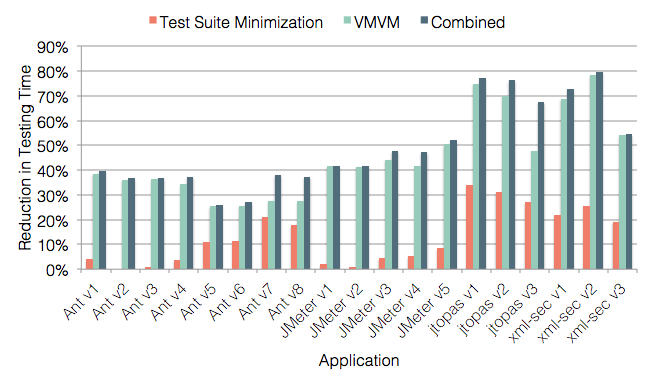 Test Suite Minimization VMVM Combined
90%
80%
70%
60%
50%
40%
30%
20%
10%
0%
Reduction in Testing Time
Ant v1
Ant v2
Ant v3
Ant v4
Ant v5
Ant v6
Ant v7
Ant v8
JMeter v1
JMeter v2
JMeter v3
JMeter v4
JMeter v5
jtopas v1
jtopas v2
jtopas v3
xml-sec v1
xml-sec v2
xml-sec v3
Application